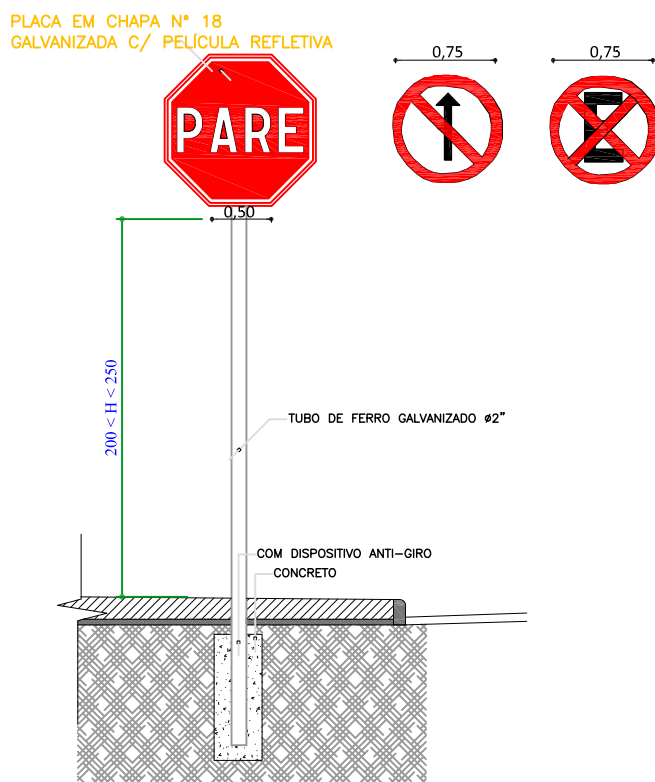 PLACA EM CHAPA N° 18
GALVANIZADA C/ PELÍCULA REFLETIVA
0,75
0,75
PARE
0,50
200 < H < 250
TUBO DE FERRO GALVANIZADO ø2"
COM DISPOSITIVO ANTI-GIRO
CONCRETO